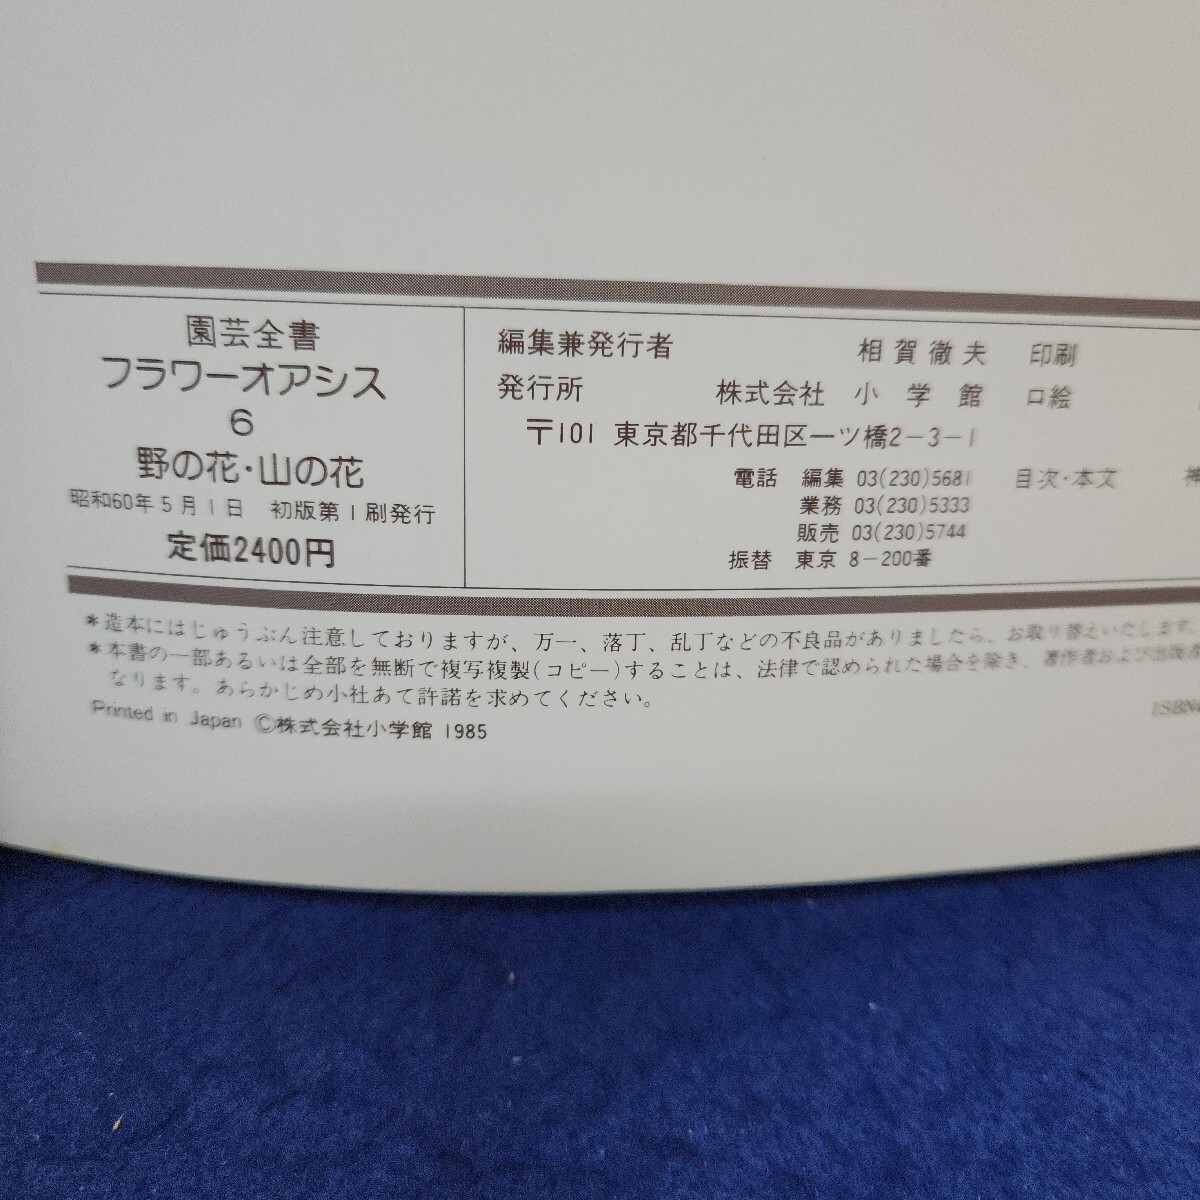 園芸全書
フラワーオアシス
6
野の花・山の花
昭和60年5月1日 初版第1刷発行
定価2400円
編集兼発行者 相賀徹夫 印刷
発行所 株式会社 小学館 口絵
〒101 東京都千代田区一ツ橋2-3-1
電話 編集 03(230)5681 目次・本文
業務 03(230)5333
販売 03(230)5744
振替 東京 8-200番
*造本にはじゅうぶん注意しておりますが、万一、落丁、乱丁などの不良品がありましたら、お取り替えいたします。
*本書の一部あるいは全部を無断で複写複製(コピー)することは、法律で認められた場合を除き、著作者および出版
なります。あらかじめ小社あて許諾を求めてください。
Printed in Japan ©株式会社小学館 1985
ISBN